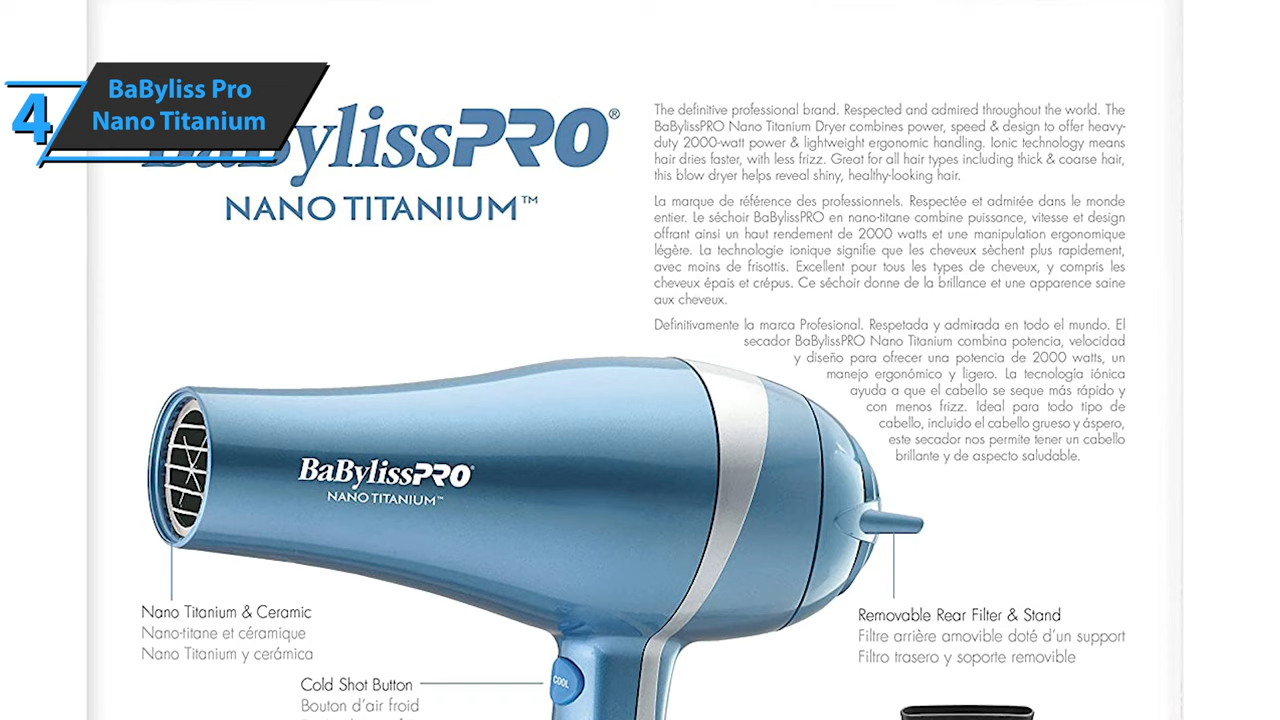 4
BaByliss Pro
Nano Titanium
BaBylissPRO®
NANO TITANIUM™
The definitive professional brand. Respected and admired throughout the world. The
BaBylissPRO Nano Titanium Dryer combines power, speed & design to offer heavy-
duty 2000-watt power & lightweight ergonomic handling. Ionic technology means
hair dries faster, with less frizz. Great for all hair types including thick & coarse hair,
this blow dryer helps reveal shiny, healthy-looking hair.
La marque de référence des professionnels. Respectée et admirée dans le monde
entier. Le séchoir BaBylissPRO en nano-titane combine puissance, vitesse et design
offrant ainsi un haut rendement de 2000 watts et une manipulation ergonomique
légère. La technologie ionique signifie que les cheveux sèchent plus rapidement,
avec moins de frisottis. Excellent pour tous les types de cheveux, y compris les
cheveux épais et crépus. Ce séchoir donne de la brillance et une apparence saine
aux cheveux.
Definitivamente la marca Profesional. Respetada y admirada en todo el mundo. El
secador BaBylissPRO Nano Titanium combina potencia, velocidad
y diseño para ofrecer una potencia de 2000 watts, un
manejo ergonómico y ligero. La tecnología iónica
ayuda a que el cabello se seque más rápido y
con menos frizz. Ideal para todo tipo de
cabello, incluido el cabello grueso y áspero,
este secador nos permite tener un cabello
brillante y de aspecto saludable.
BaBylissPRO®
NANO TITANIUM™
Nano Titanium & Ceramic
Nano-titane et céramique
Nano Titanium y cerámica
Removable Rear Filter & Stand
Filtre arrière amovible doté d'un support
Filtro trasero y soporte removible
Cold Shot Button
Bouton d'air froid
COOL